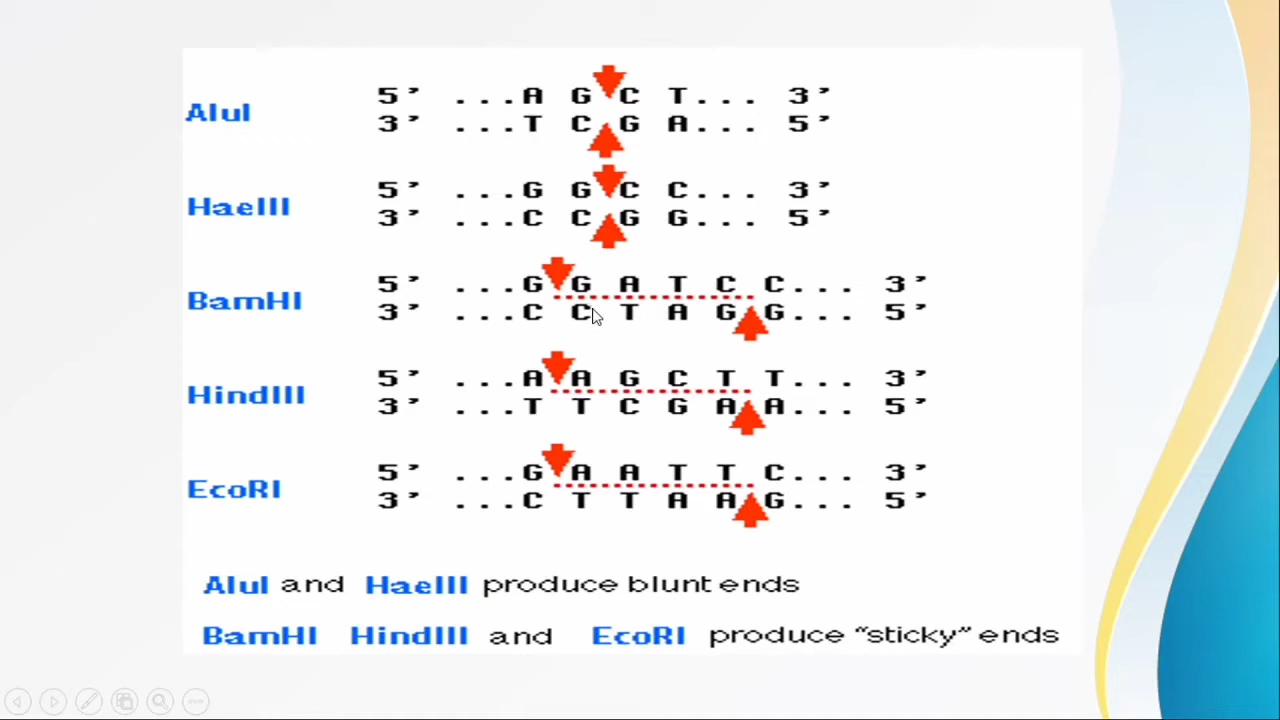 AluI
5’ ...A G C T... 3’
3’ ...T C G A... 5’
HaeIII
5’ ...G G C C... 3’
3’ ...C C G G... 5’
BamHI
5’ ...G G A T C C... 3’
3’ ...C C T A G G... 5’
HindIII
5’ ...A A G C T T... 3’
3’ ...T T C G A A... 5’
EcoRI
5’ ...G A A T T C... 3’
3’ ...C T T A A G... 5’
AluI and HaeIII produce blunt ends
BamHI HindIII and EcoRI produce “sticky” ends